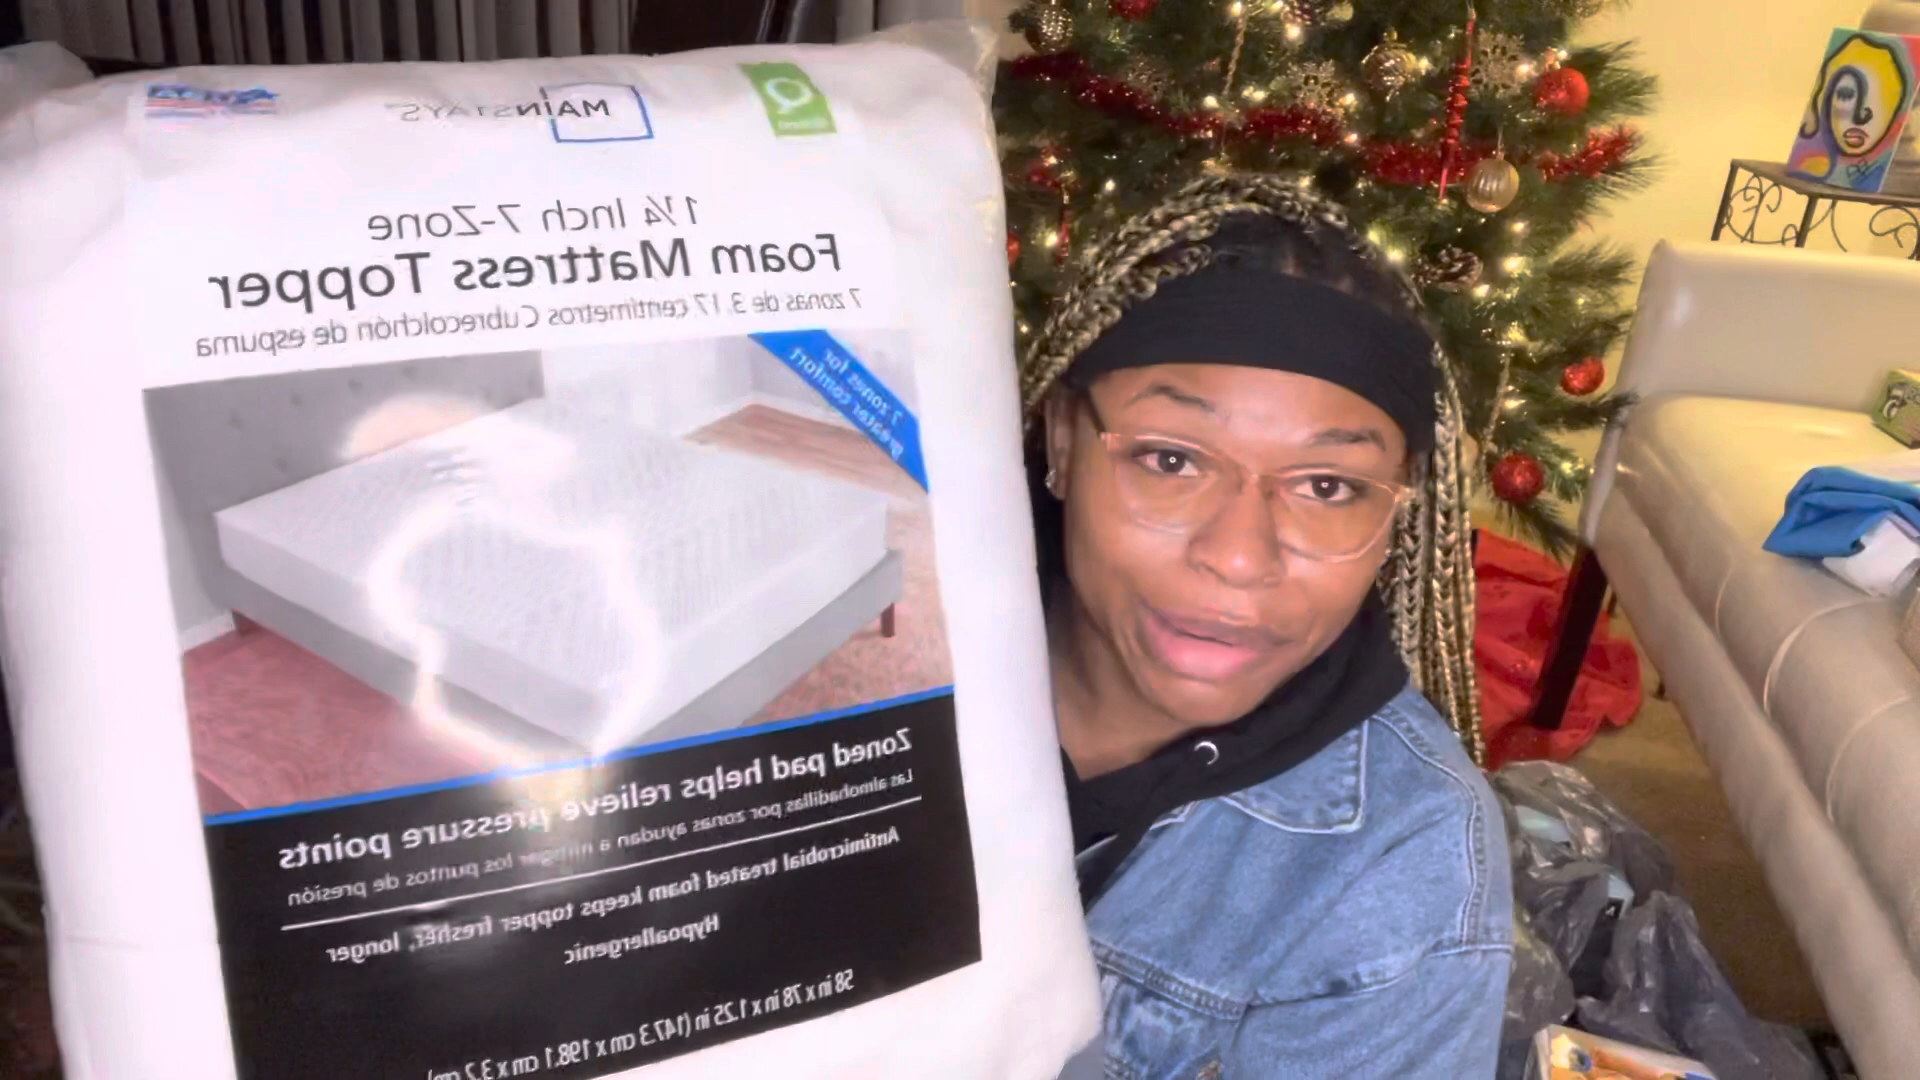 MAINSTAYS
Queen
1¼ Inch 7-Zone
Foam Mattress Topper
7 zonas de 3.17 centímetros Cubrecolchón de espuma
7 zones for
greater comfort
Zoned pad helps relieve pressure points
Las almohadillas por zonas ayudan a mitigar los puntos de presión
Antimicrobial treated foam keeps topper fresher, longer
Hypoallergenic
58 in x 78 in x 1.25 in (147.3 cm x 198.1 cm x 3.2 cm)